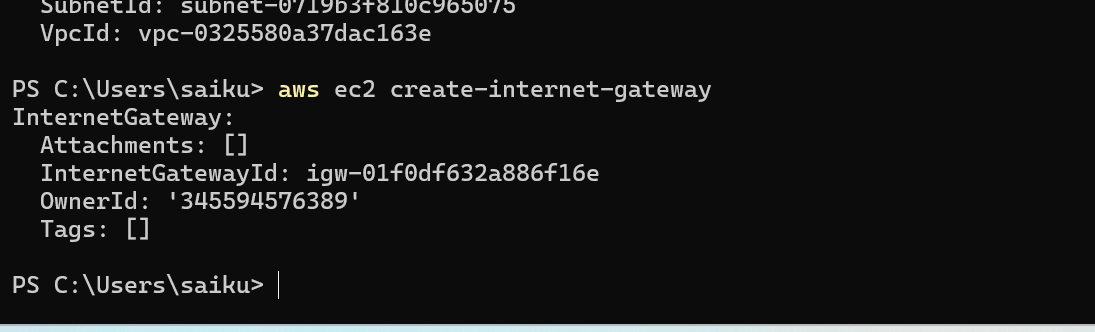 SubnetId: subnet-0719b3f810c965075
VpcId: vpc-0325580a37dac163e
PS C:\Users\saiku> aws ec2 create-internet-gateway
InternetGateway:
Attachments: []
InternetGatewayId: igw-01f0df632a886f16e
OwnerId: '345594576389'
Tags: []
PS C:\Users\saiku>